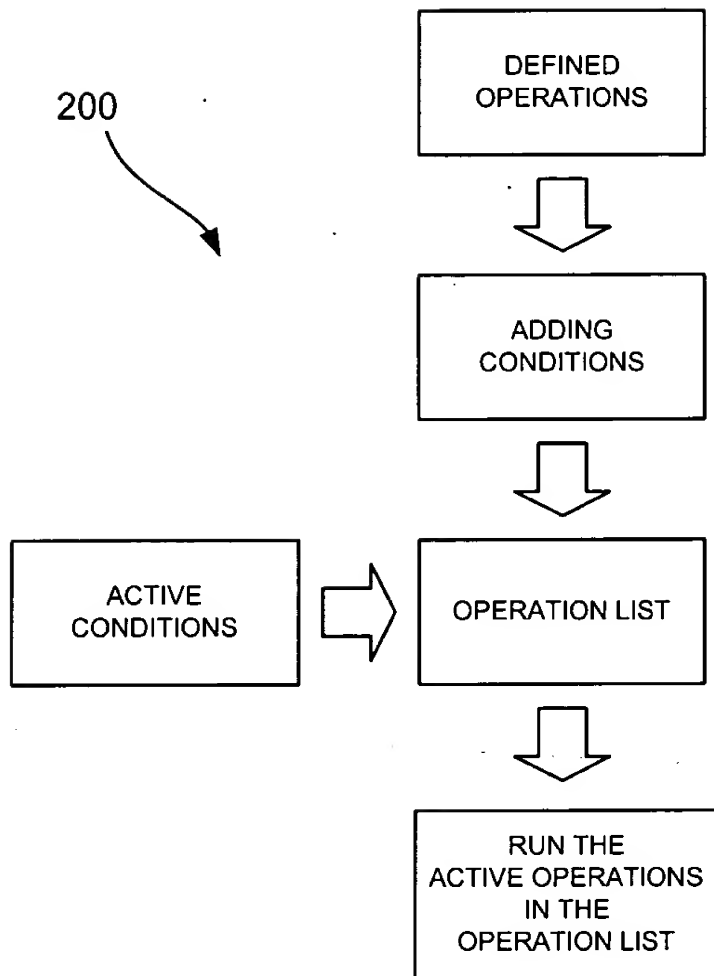 DEFINED
OPERATIONS
200
ADDING
CONDITIONS
ACTIVE
CONDITIONS
OPERATION LIST
RUN THE
ACTIVE OPERATIONS
IN THE
OPERATION LIST